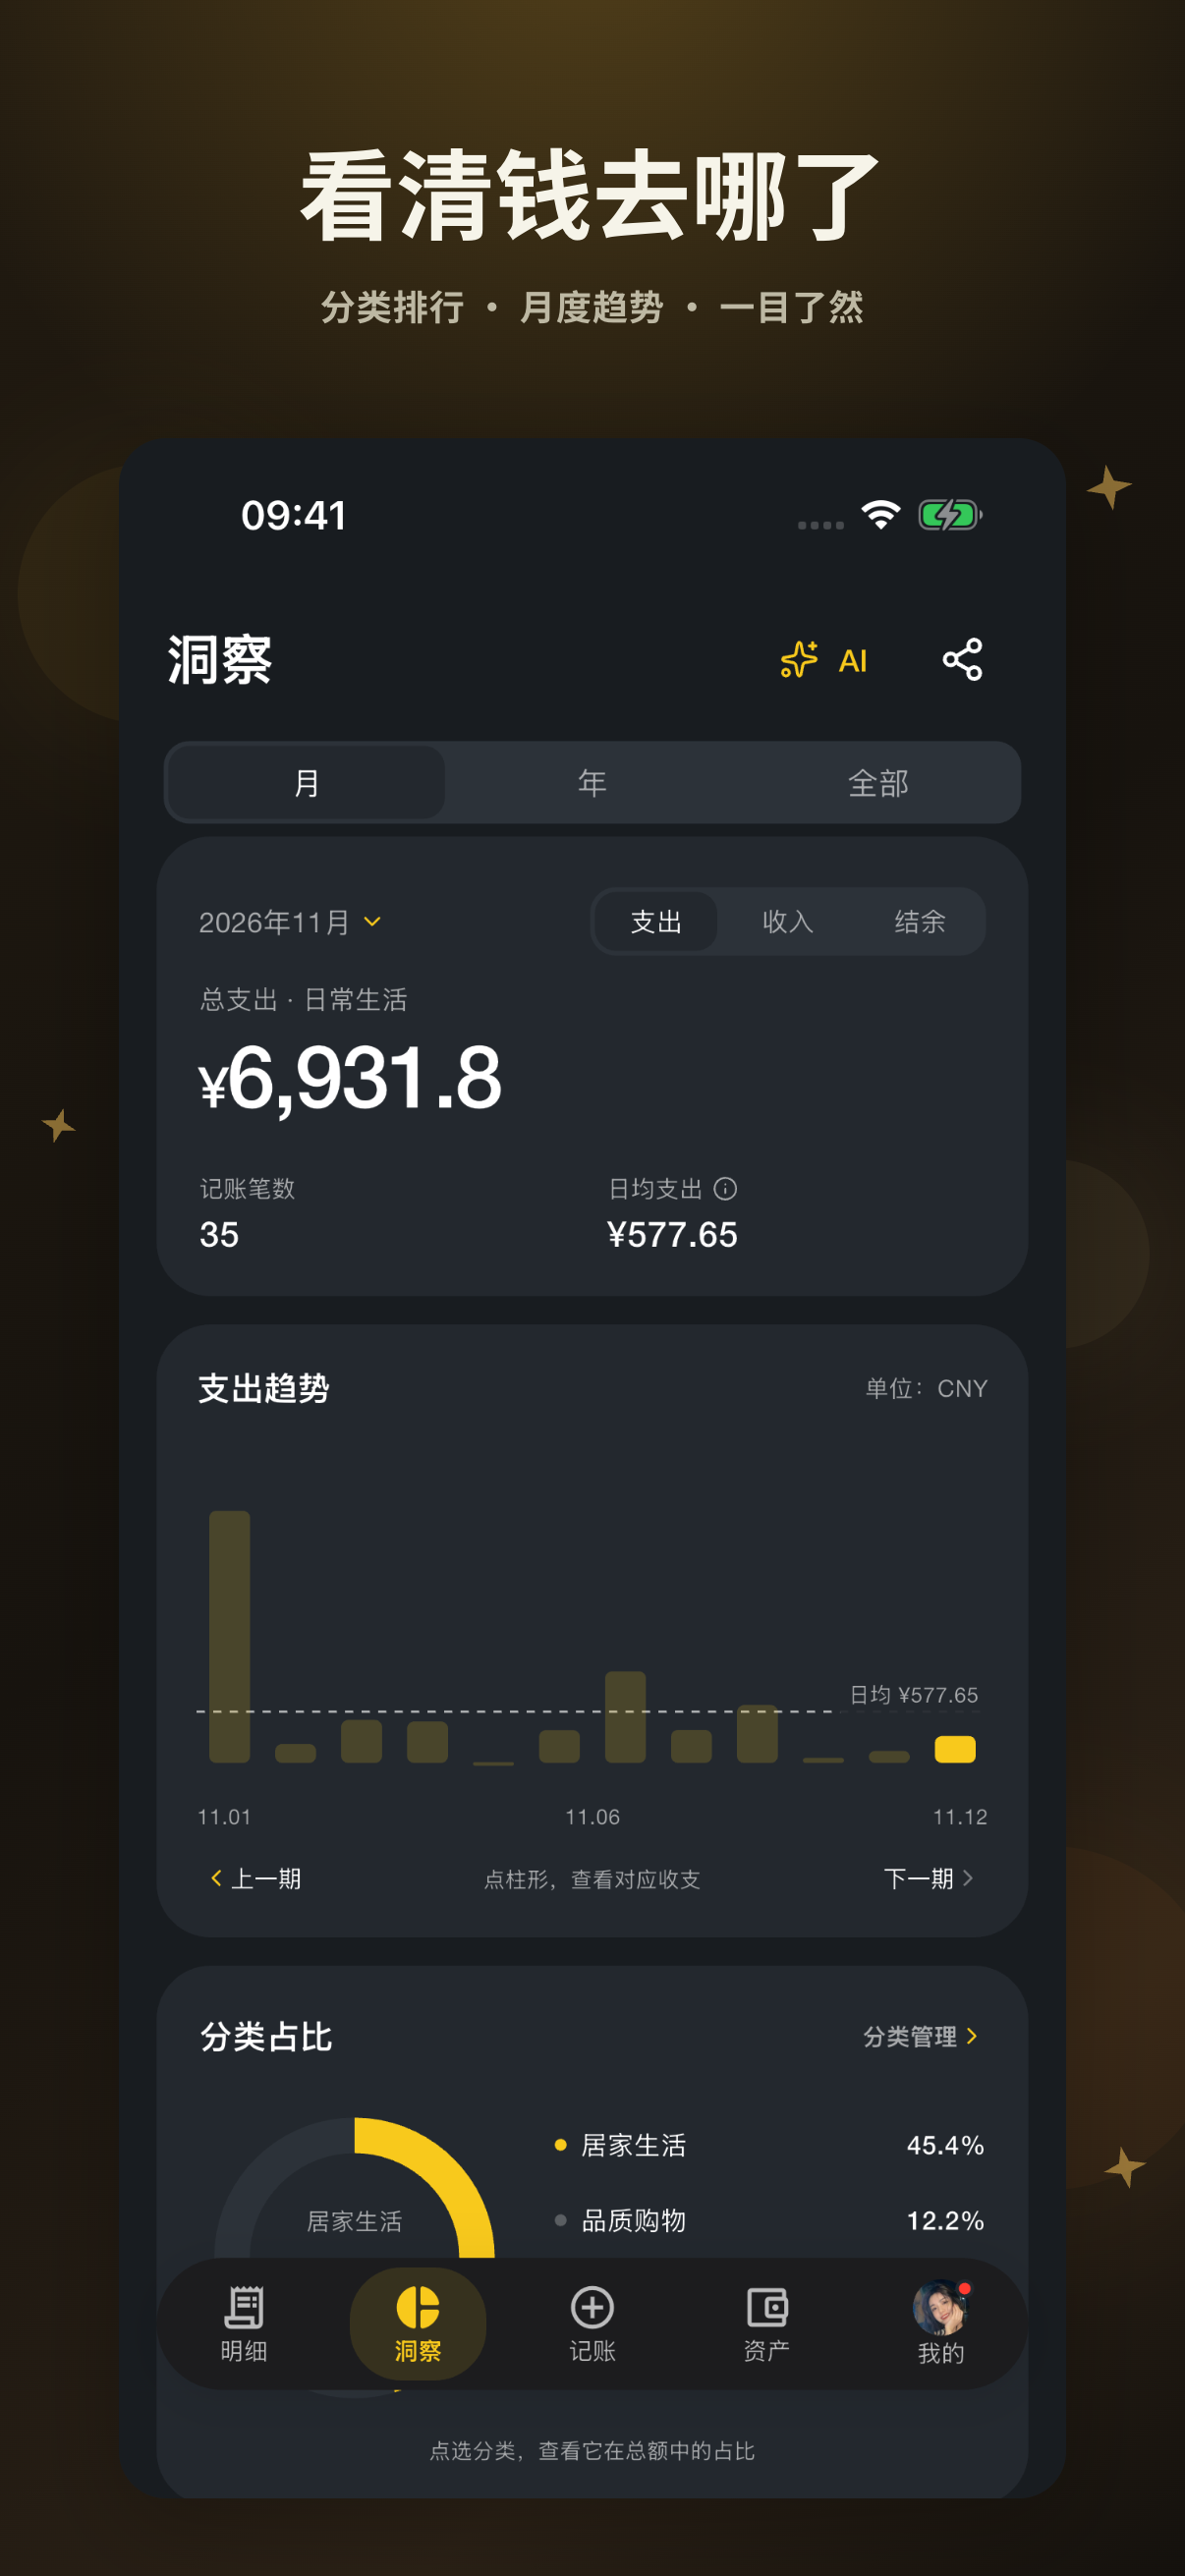 看清钱去哪了
分类排行 • 月度趋势 • 一目了然
09:41
洞察
AI
月 年 全部
2026年11月
支出 收入 结余
总支出 · 日常生活
¥6,931.8
记账笔数 日均支出
35 ¥577.65
支出趋势 单位：CNY
日均 ¥577.65
11.01 11.06 11.12
上一期 点柱形，查看对应收支 下一期
分类占比 分类管理
居家生活 45.4%
居家生活
品质购物 12.2%
明细 洞察 记账 资产 我的
点选分类，查看它在总额中的占比